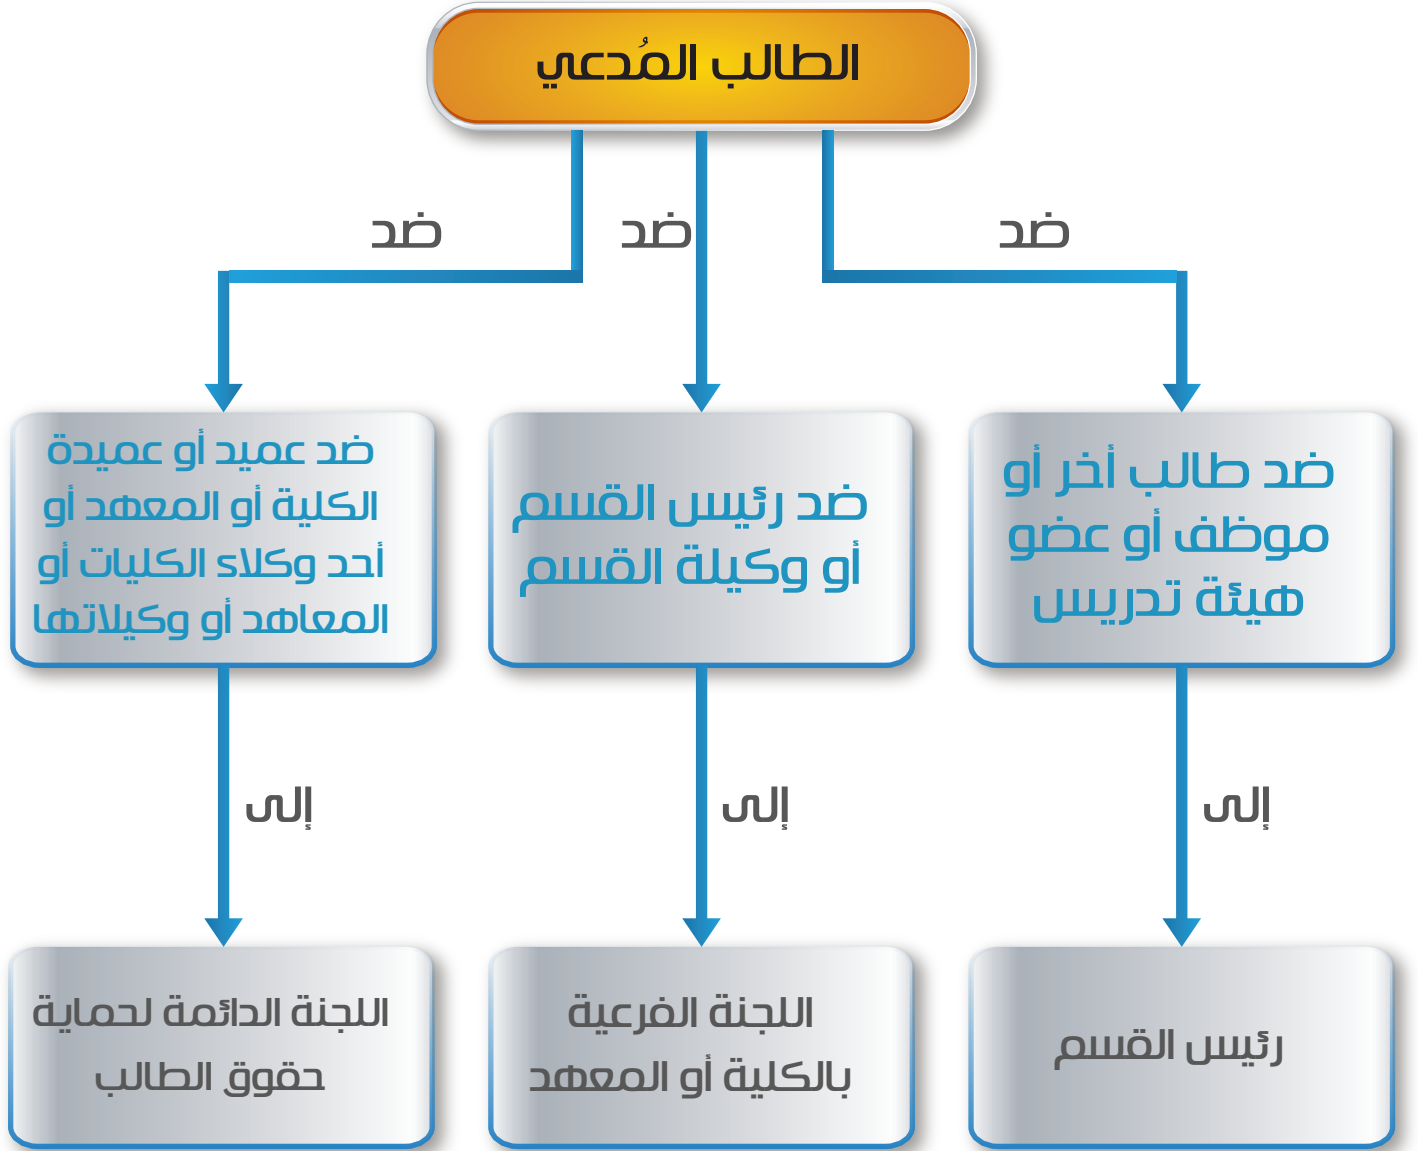 الطالب المُدعي
ضد
ضد
ضد
ضد طالب أخر أو
موظف أو عضو
هيئة تدريس
ضد رئيس القسم
أو وكيلة القسم
ضد عميد أو عميدة
الكلية أو المعهد أو
أحد وكلاء الكليات أو
المعاهد أو وكيلاتها
إلى
إلى
إلى
رئيس القسم
اللجنة الفرعية
بالكلية أو المعهد
اللجنة الدائمة لحماية
حقوق الطالب